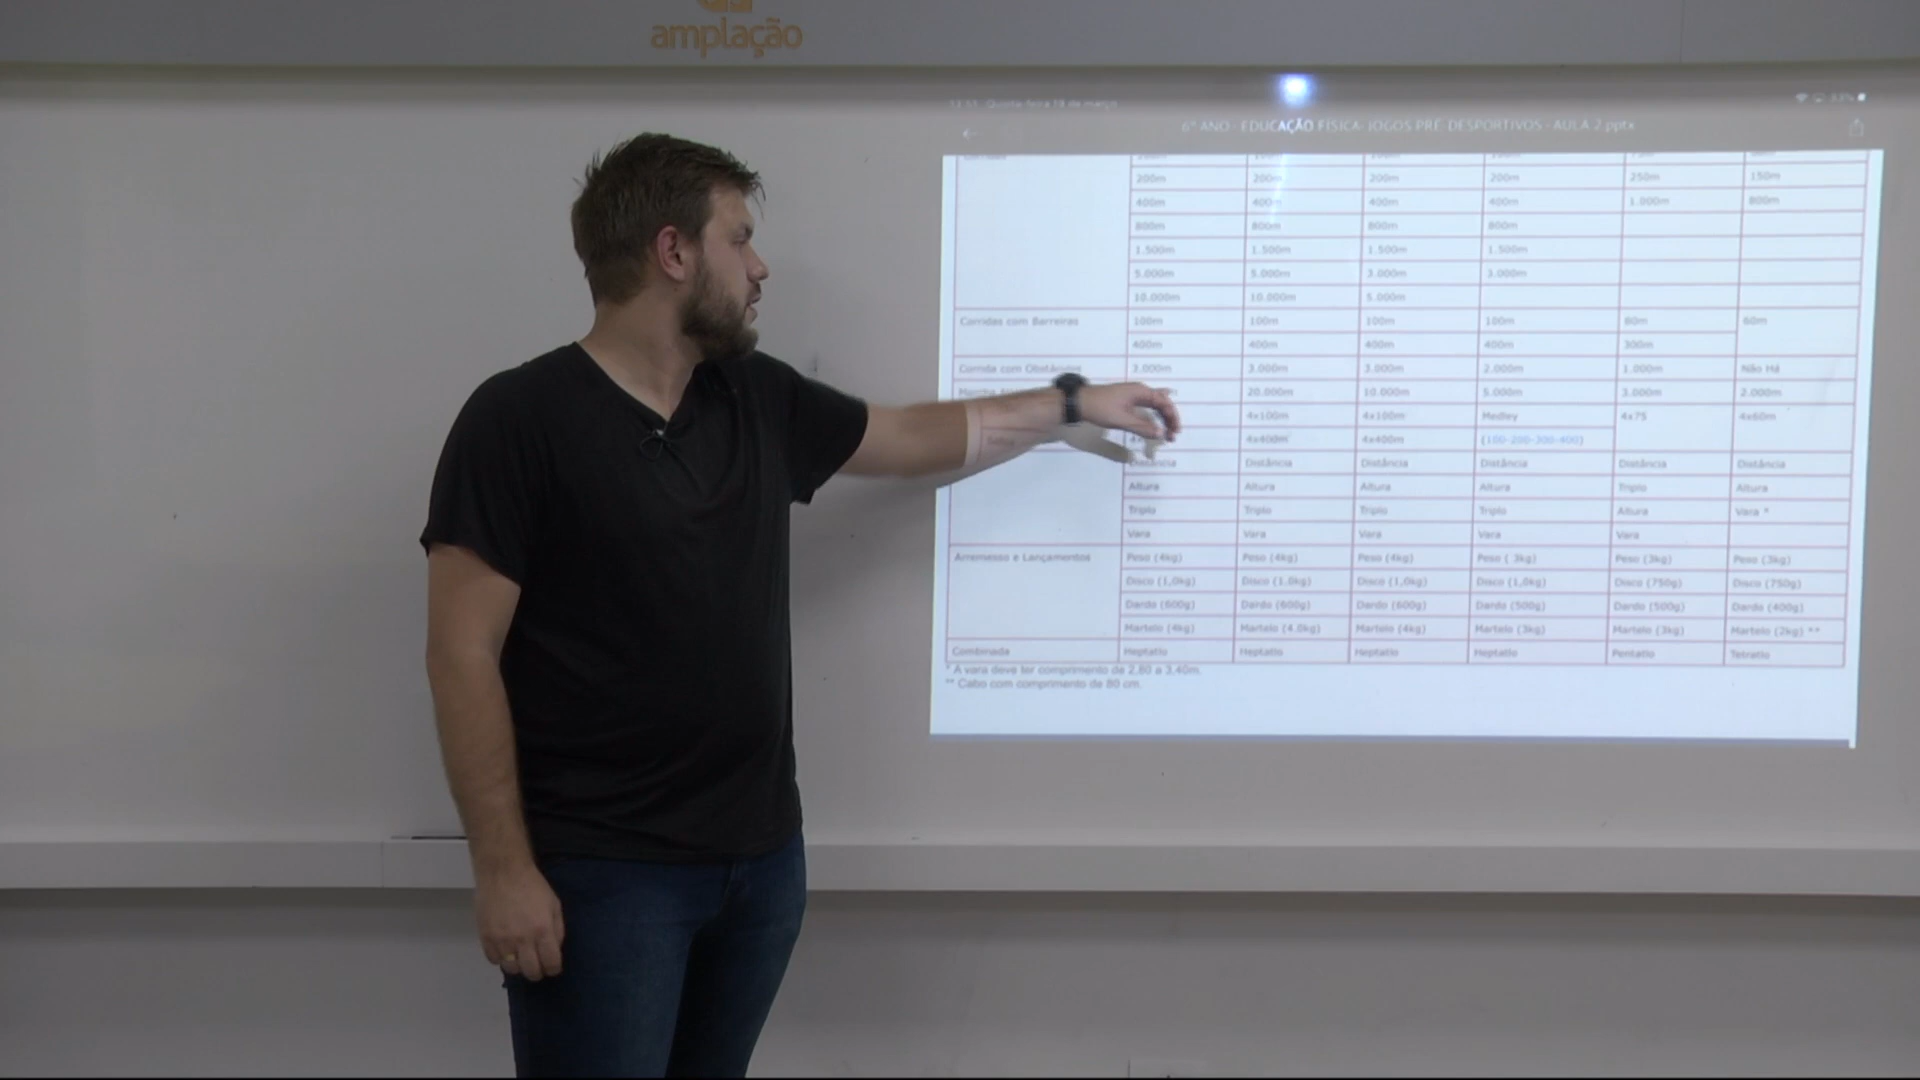 amplação
13:51 Quinta-feira 19 de março 33%
6º ANO - EDUCAÇÃO FÍSICA- JOGOS PRÉ-DESPORTIVOS - AULA 2.pptx
200m 200m 200m 200m 250m 150m
400m 400m 400m 400m 1.000m 800m
800m 800m 800m 800m
1.500m 1.500m 1.500m 1.500m
5.000m 5.000m 3.000m 3.000m
10.000m 10.000m 5.000m
Corridas com Barreiras 100m 100m 100m 100m 80m 60m
400m 400m 400m 400m 300m
Corrida com Obstáculos 3.000m 3.000m 3.000m 2.000m 1.000m Não Há
20.000m 10.000m 5.000m 3.000m 2.000m
4x100m 4x100m Medley 4x75 4x60m
4x400m 4x400m (100-200-300-400)
Distância Distância Distância Distância Distância Distância
Altura Altura Altura Altura Triplo Altura
Triplo Triplo Triplo Triplo Altura Vara *
Vara Vara Vara Vara Vara
Arremesso e Lançamentos Peso (4kg) Peso (4kg) Peso (4kg) Peso ( 3kg) Peso (3kg) Peso (3kg)
Disco (1,0kg) Disco (1.0kg) Disco (1,0kg) Disco (1,0kg) Disco (750g) Disco (750g)
Dardo (600g) Dardo (600g) Dardo (600g) Dardo (500g) Dardo (500g) Dardo (400g)
Martelo (4kg) Martelo (4.0kg) Martelo (4kg) Martelo (3kg) Martelo (3kg) Martelo (2kg) **
Combinada Heptatlo Heptatlo Heptatlo Heptatlo Pentatlo Tetratlo
* A vara deve ter comprimento de 2,80 a 3,40m.
** Cabo com comprimento de 80 cm.